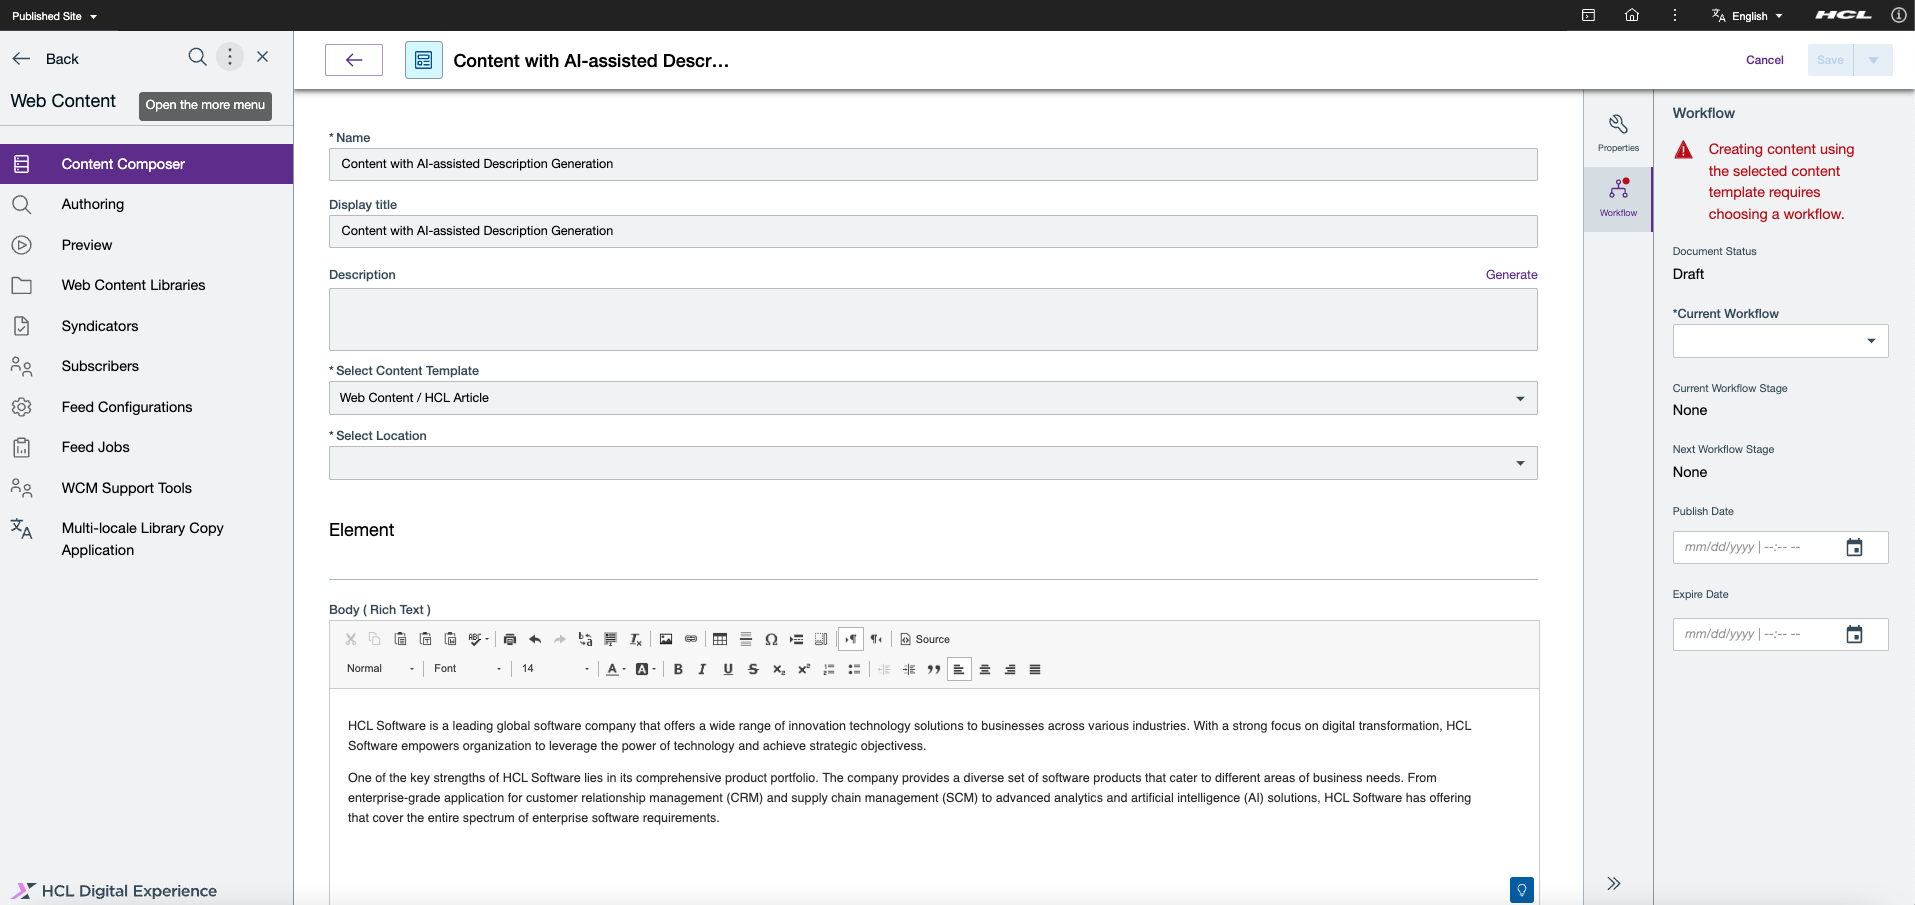 Published Site
English
HCL
Back
Web Content
Open the more menu
Content Composer
Authoring
Preview
Web Content Libraries
Syndicators
Subscribers
Feed Configurations
Feed Jobs
WCM Support Tools
Multi-locale Library Copy
Application
HCL Digital Experience
Content with AI-assisted Descr...
Cancel
Save
* Name
Content with AI-assisted Description Generation
Display title
Content with AI-assisted Description Generation
Description
Generate
* Select Content Template
Web Content / HCL Article
* Select Location
Element
Body ( Rich Text )
Source
Normal
Font
14
HCL Software is a leading global software company that offers a wide range of innovation technology solutions to businesses across various industries. With a strong focus on digital transformation, HCL
Software empowers organization to leverage the power of technology and achieve strategic objectivess.
One of the key strengths of HCL Software lies in its comprehensive product portfolio. The company provides a diverse set of software products that cater to different areas of business needs. From
enterprise-grade application for customer relationship management (CRM) and supply chain management (SCM) to advanced analytics and artificial intelligence (AI) solutions, HCL Software has offering
that cover the entire spectrum of enterprise software requirements.
Properties
Workflow
Workflow
Creating content using
the selected content
template requires
choosing a workflow.
Document Status
Draft
*Current Workflow
Current Workflow Stage
None
Next Workflow Stage
None
Publish Date
mm/dd/yyyy | --:-- --
Expire Date
mm/dd/yyyy | --:-- --